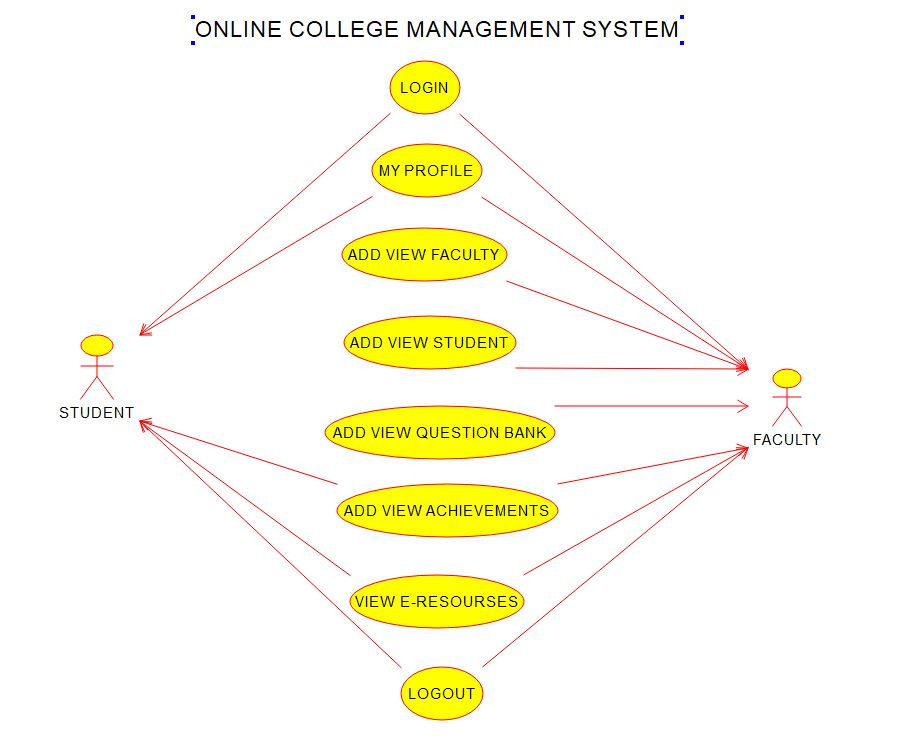 ONLINE COLLEGE MANAGEMENT SYSTEM
LOGIN
MY PROFILE
ADD VIEW FACULTY
ADD VIEW STUDENT
STUDENT
ADD VIEW QUESTION BANK
FACULTY
ADD VIEW ACHIEVEMENTS
VIEW E-RESOURSES
LOGOUT